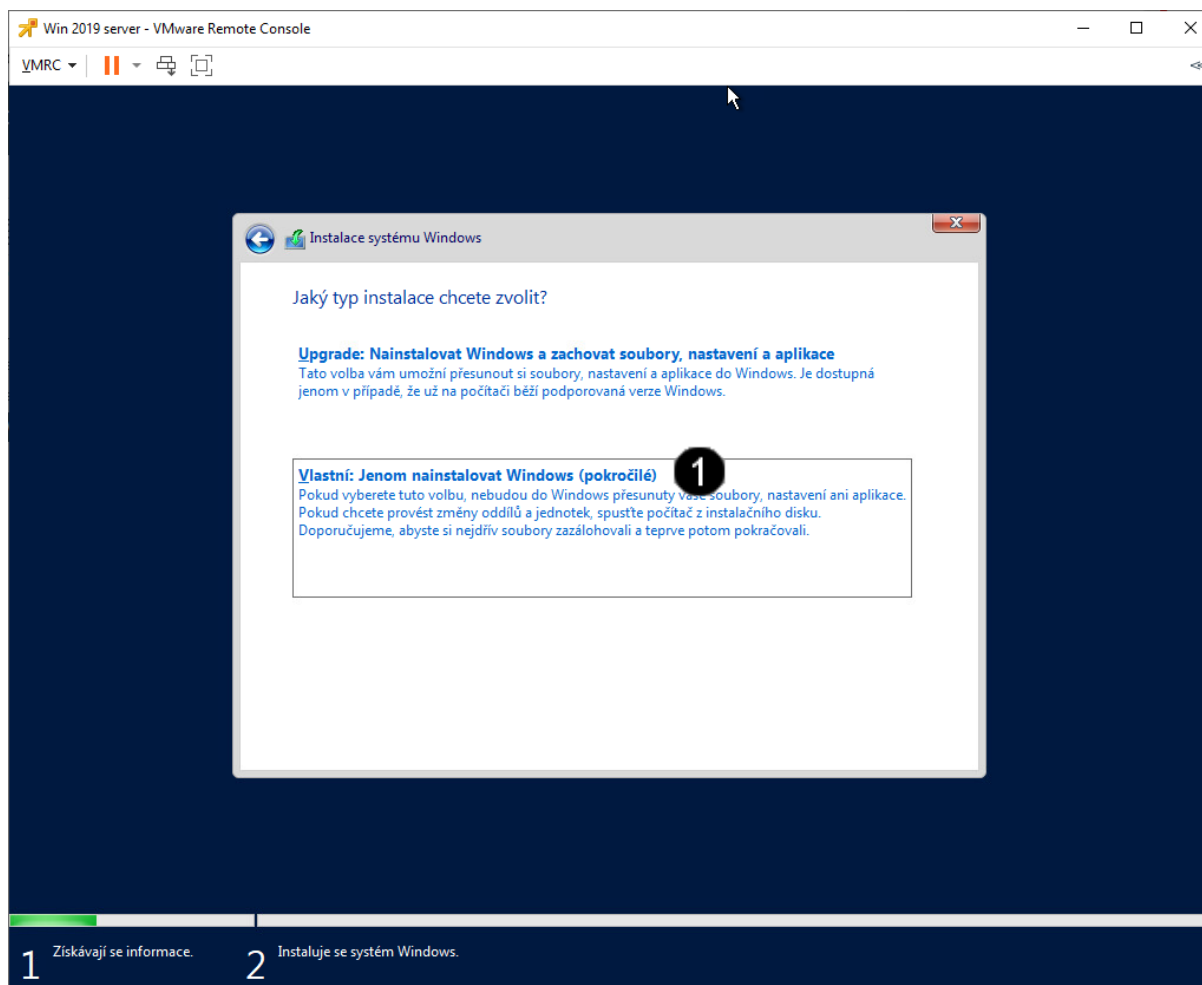 Win 2019 server - VMware Remote Console
VMRC
Instalace systému Windows
Jaký typ instalace chcete zvolit?
Upgrade: Nainstalovat Windows a zachovat soubory, nastavení a aplikace
Tato volba vám umožní přesunout si soubory, nastavení a aplikace do Windows. Je dostupná
jenom v případě, že už na počítači běží podporovaná verze Windows.
Vlastní: Jenom nainstalovat Windows (pokročilé)
1
Pokud vyberete tuto volbu, nebudou do Windows přesunuty vaše soubory, nastavení ani aplikace.
Pokud chcete provést změny oddílů a jednotek, spusťte počítač z instalačního disku.
Doporučujeme, abyste si nejdřív soubory zazálohovali a teprve potom pokračovali.
1 Získávají se informace.
2 Instaluje se systém Windows.